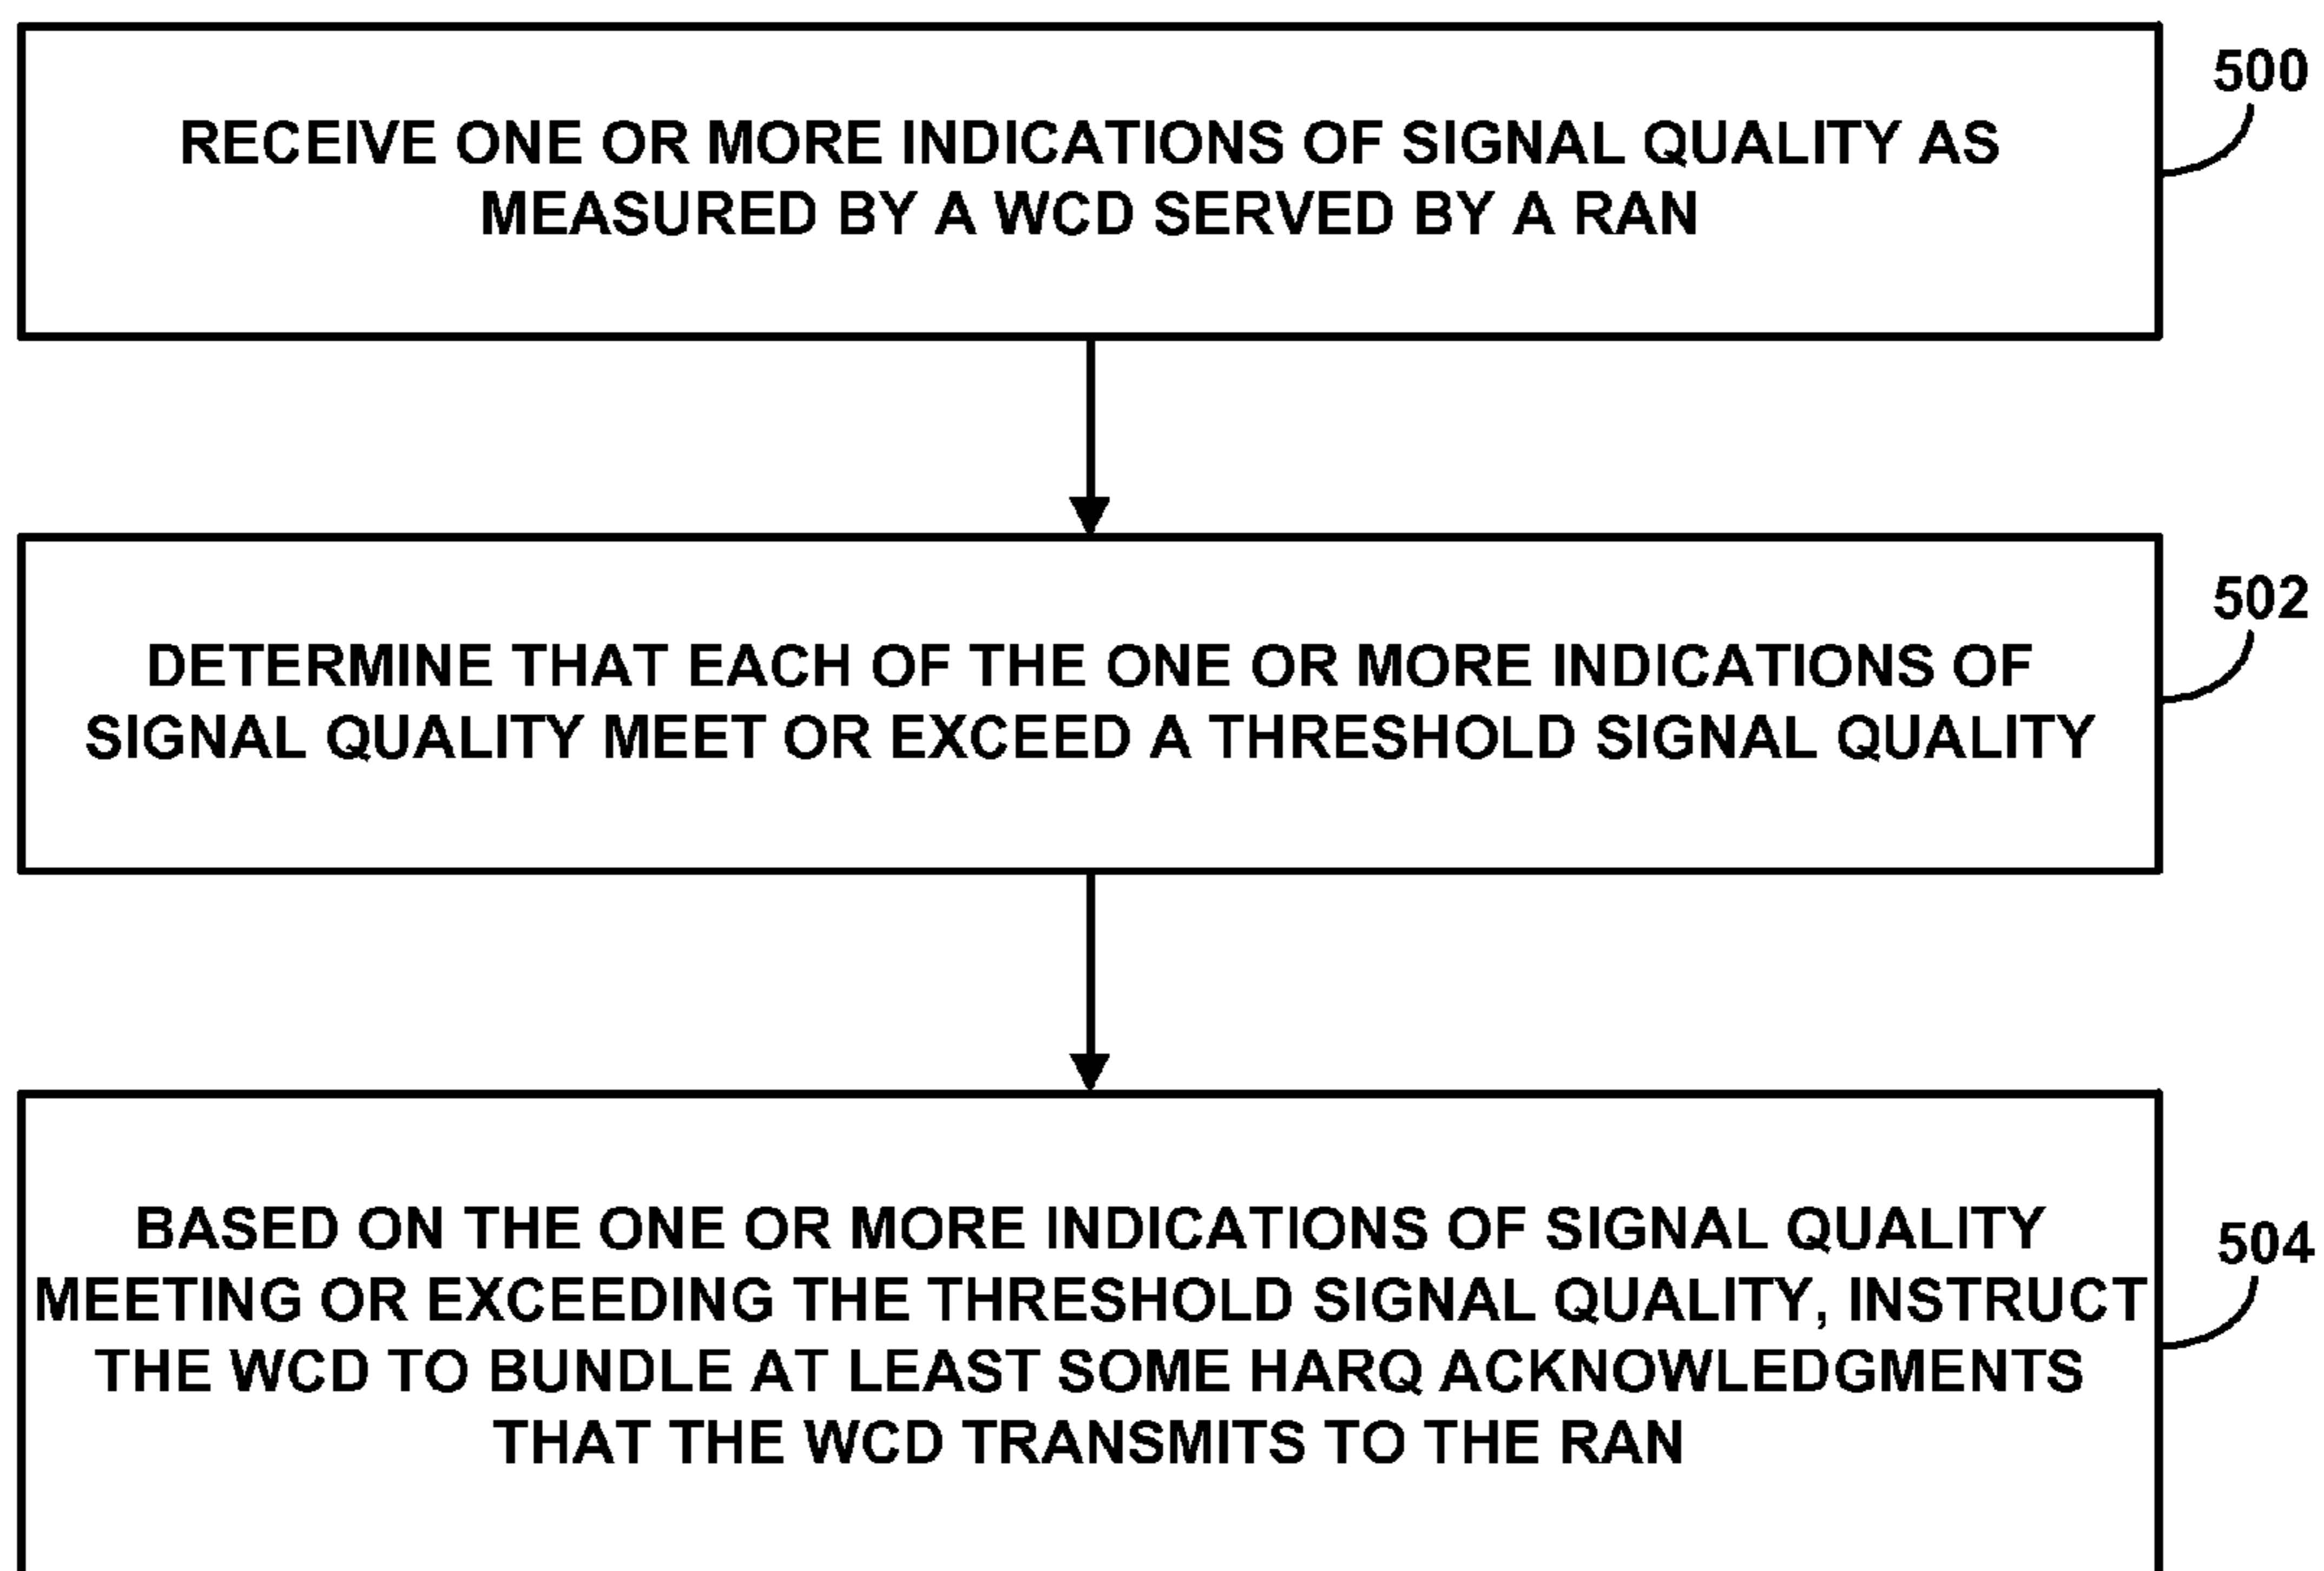 500
RECEIVE ONE OR MORE INDICATIONS OF SIGNAL QUALITY AS
MEASURED BY A WCD SERVED BY A RAN
502
DETERMINE THAT EACH OF THE ONE OR MORE INDICATIONS OF
SIGNAL QUALITY MEET OR EXCEED A THRESHOLD SIGNAL QUALITY
504
BASED ON THE ONE OR MORE INDICATIONS OF SIGNAL QUALITY
MEETING OR EXCEEDING THE THRESHOLD SIGNAL QUALITY, INSTRUCT
THE WCD TO BUNDLE AT LEAST SOME HARQ ACKNOWLEDGMENTS
THAT THE WCD TRANSMITS TO THE RAN